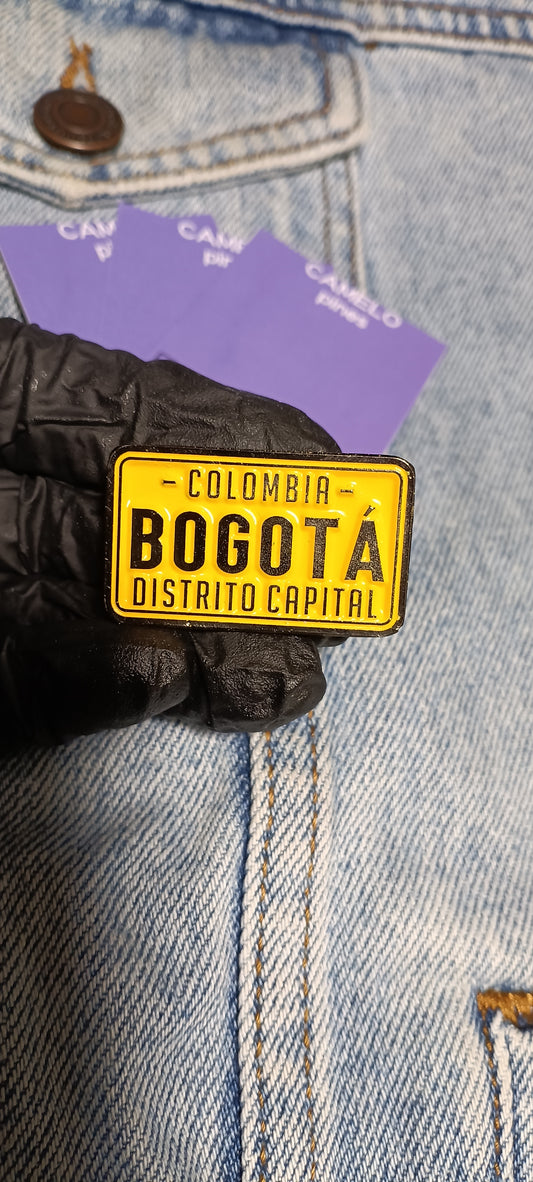 CAMELO
pines
- COLOMBIA -
BOGOTÁ
DISTRITO CAPITAL